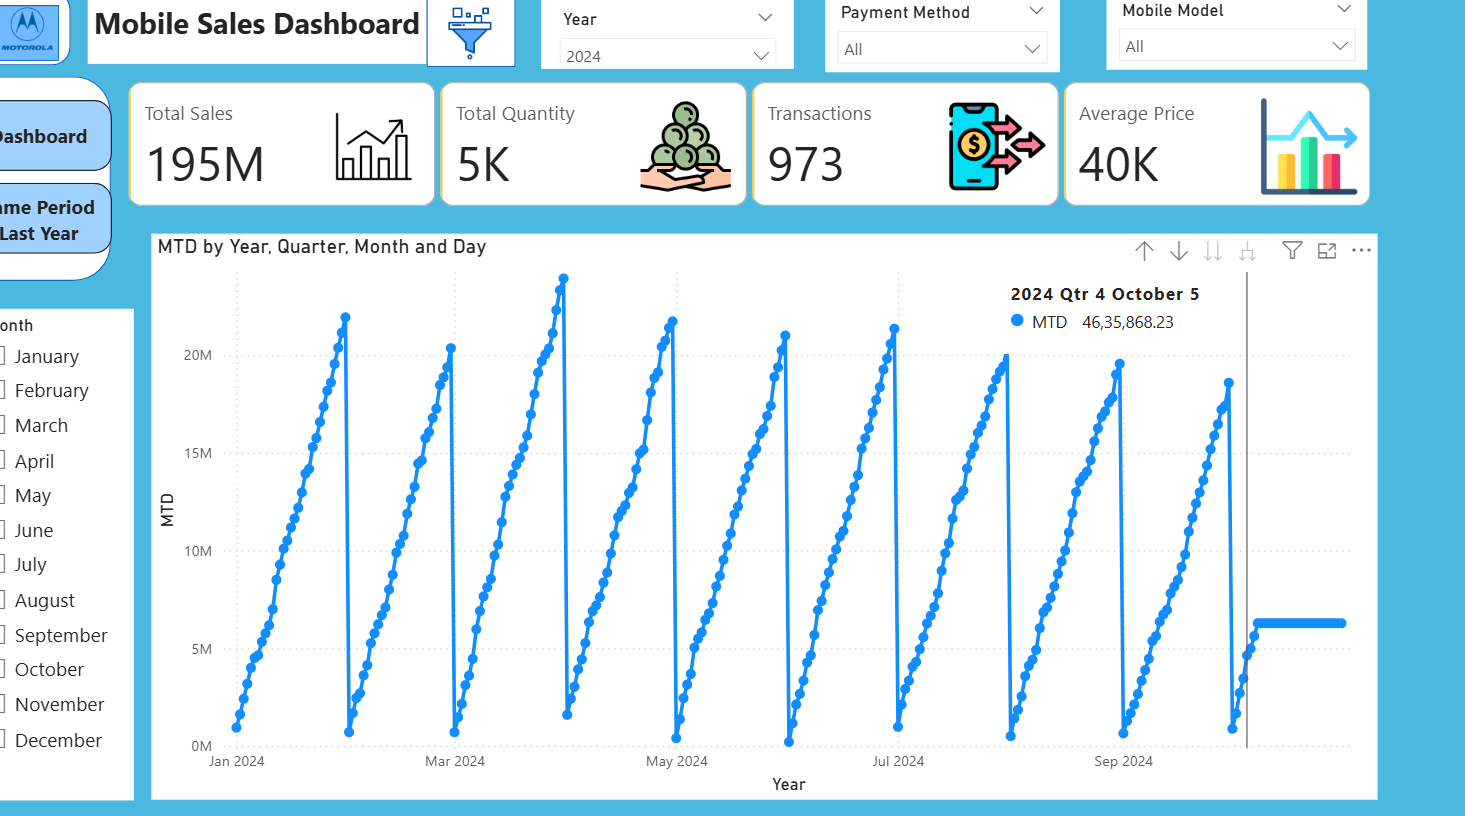 MOTOROLA
Mobile Sales Dashboard
Year
2024
Payment Method
All
Mobile Model
All
Dashboard
ame Period
Last Year
Total Sales
195M
Total Quantity
5K
Transactions
973
Average Price
40K
onth
January
February
March
April
May
June
July
August
September
October
November
December
MTD by Year, Quarter, Month and Day
2024 Qtr 4 October 5
MTD 46,35,868.23
MTD
20M
15M
10M
5M
0M
Jan 2024
Mar 2024
May 2024
Jul 2024
Sep 2024
Year